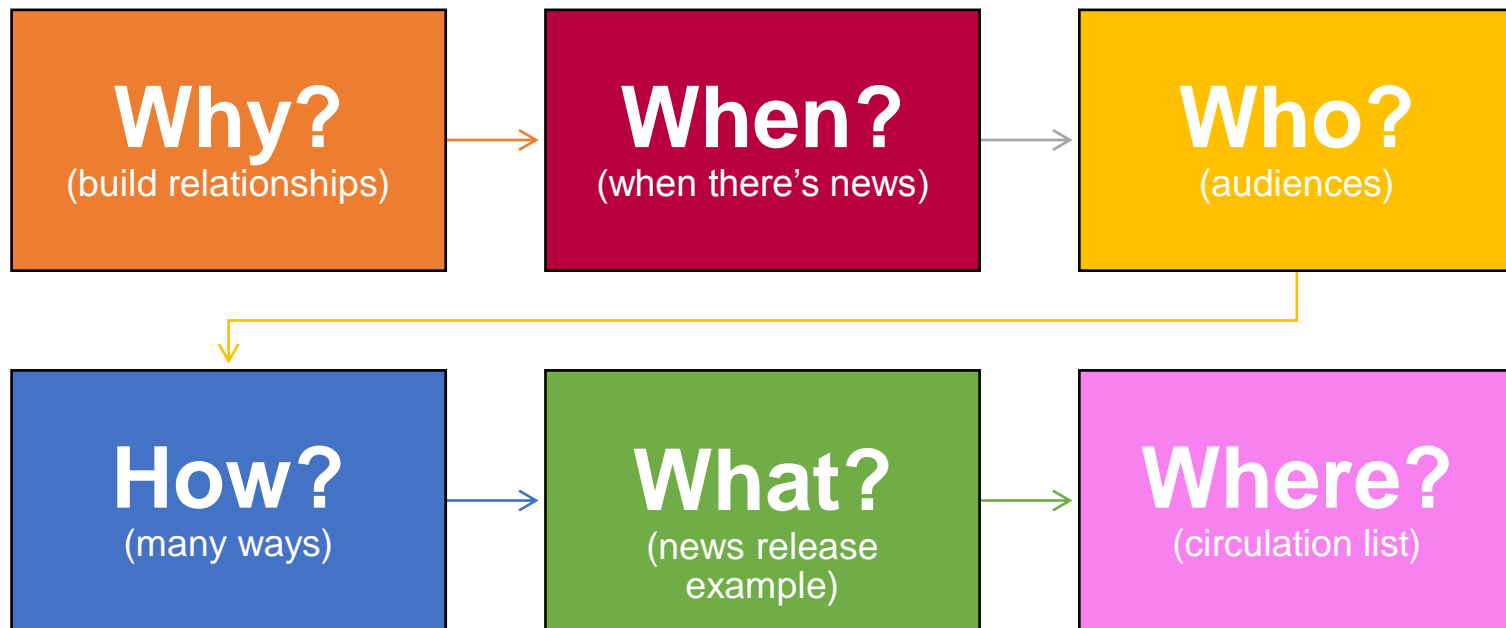 Why?
(build relationships)
When?
(when there’s news)
Who?
(audiences)
How?
(many ways)
What?
(news release
example)
Where?
(circulation list)